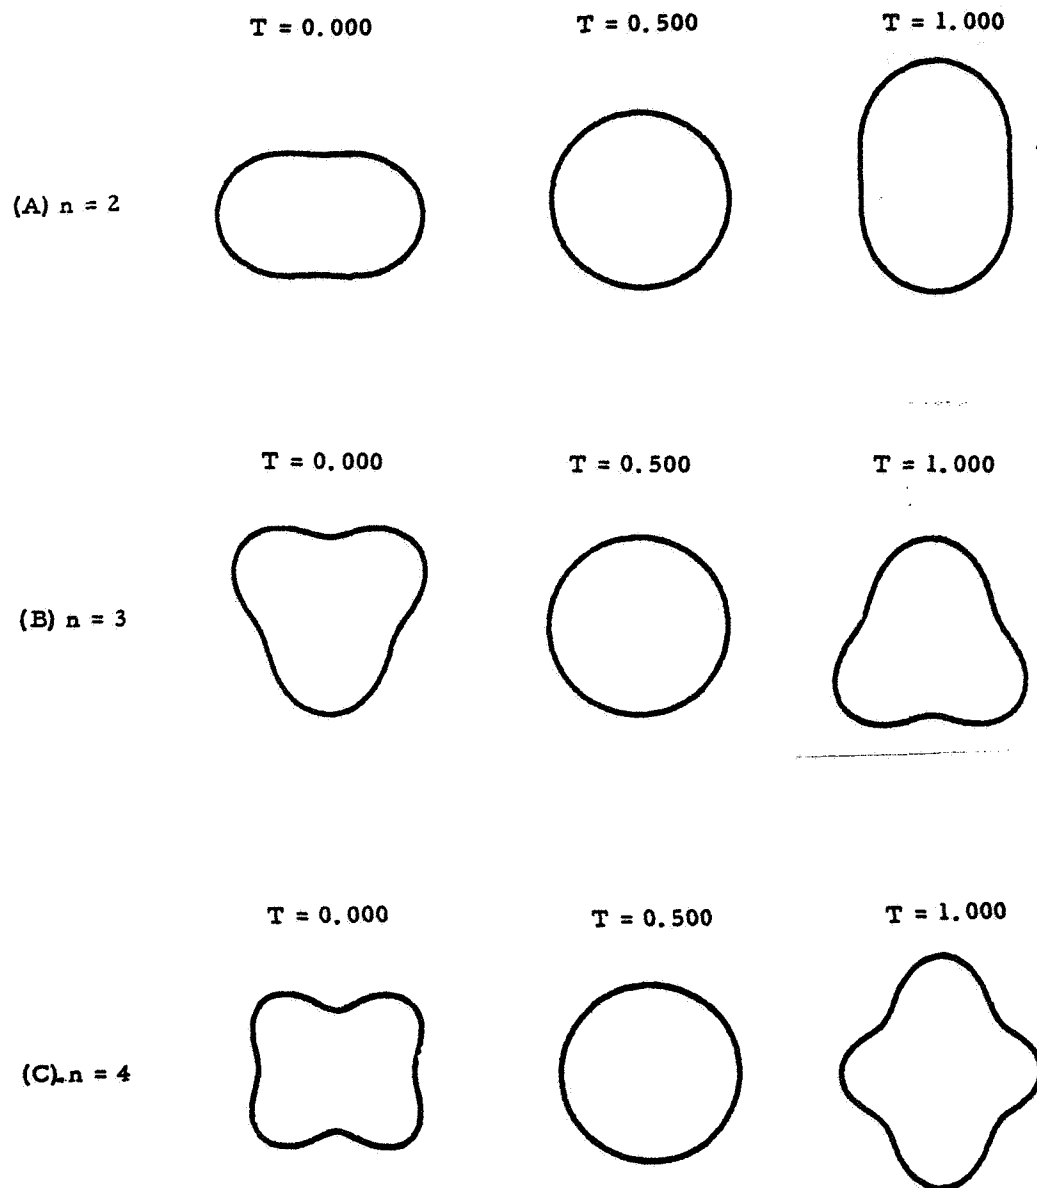 T = 0.000 T = 0.500 T = 1.000
(A) n = 2
T = 0.000 T = 0.500 T = 1.000
(B) n = 3
T = 0.000 T = 0.500 T = 1.000
(C). n = 4